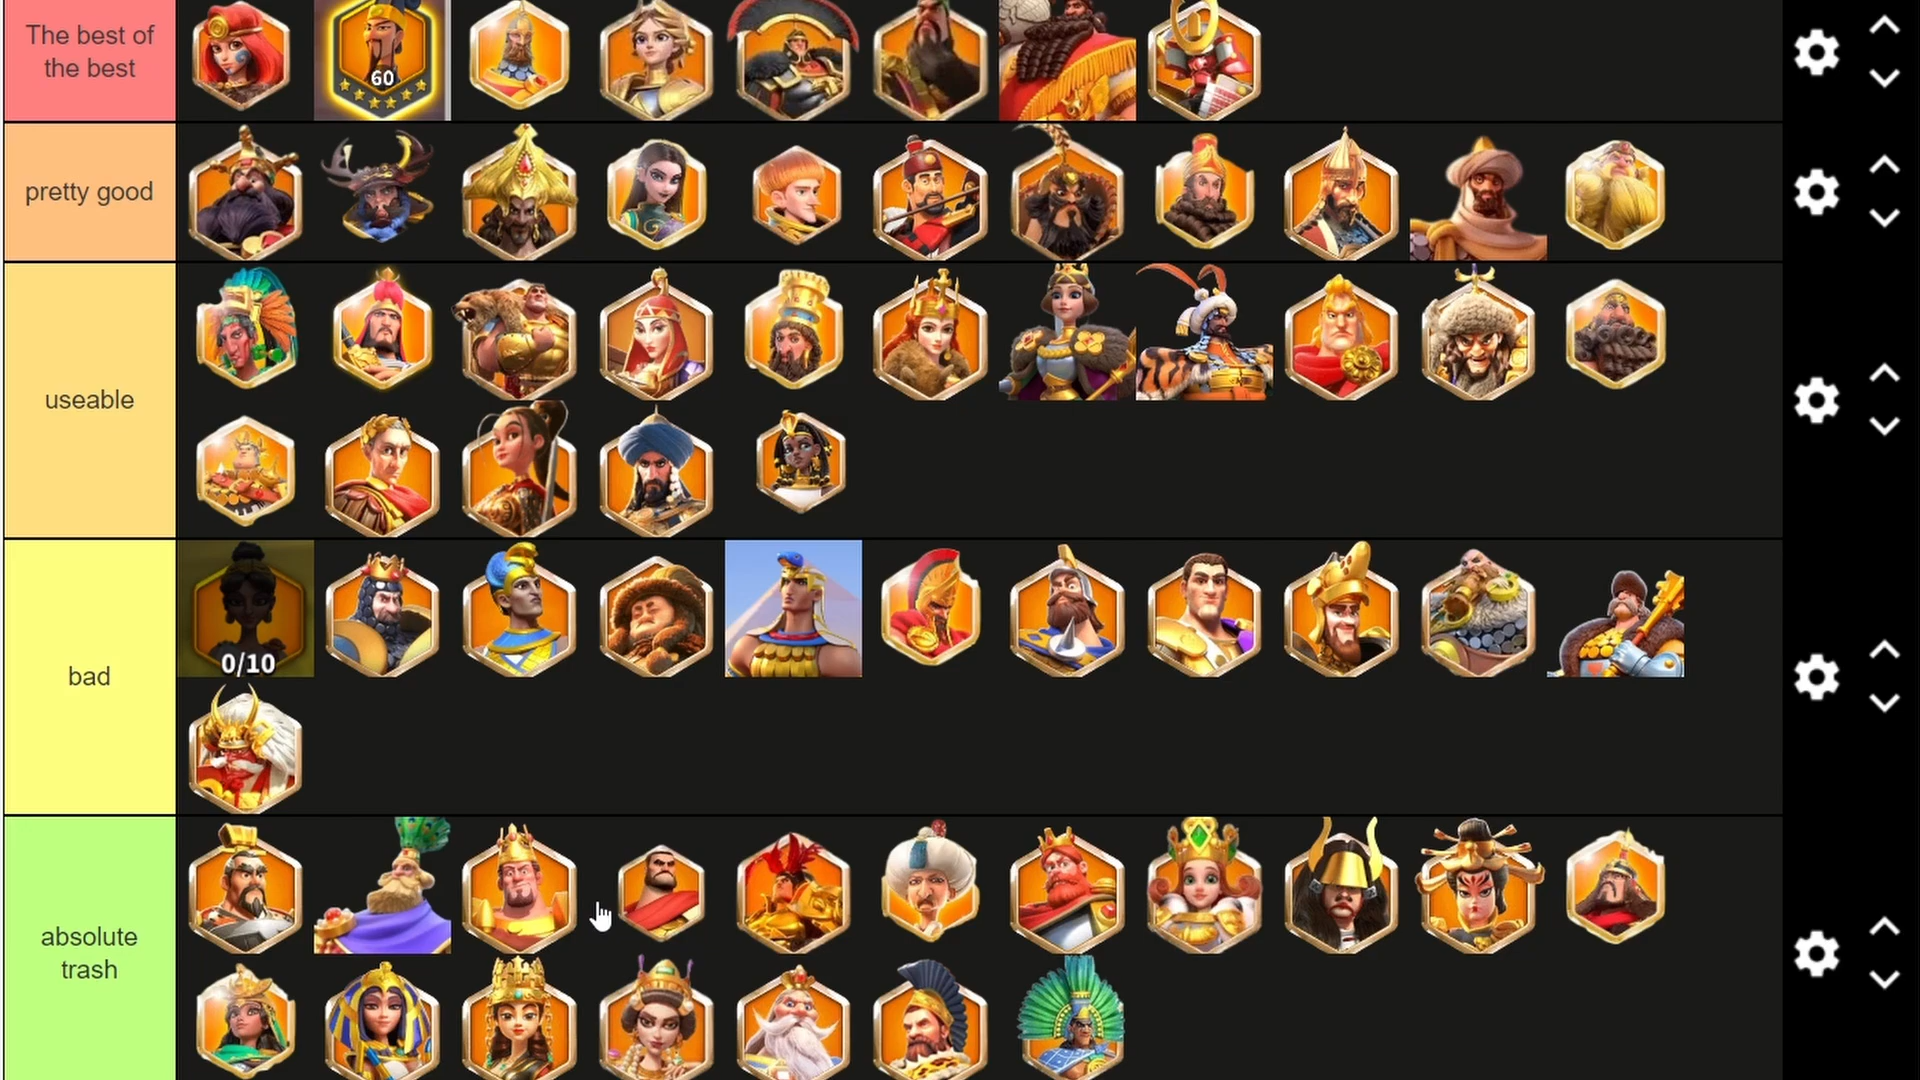 The best of
the best
60
pretty good
useable
bad
0/10
absolute
trash